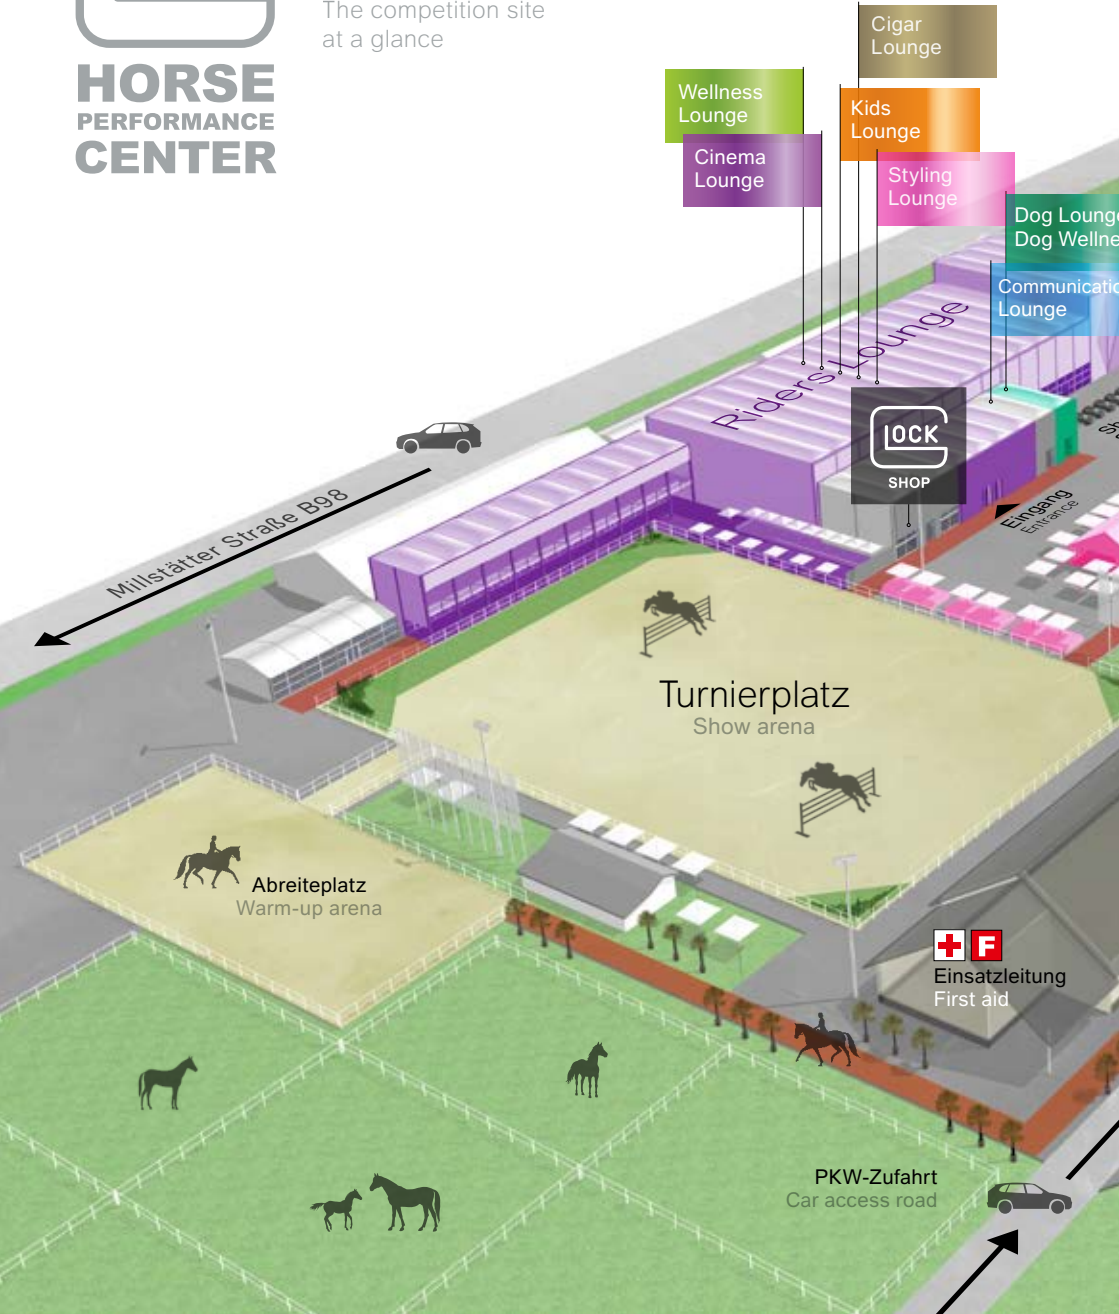 The competition site
at a glance
HORSE
PERFORMANCE
CENTER
Cigar
Lounge
Wellness
Lounge
Kids
Lounge
Cinema
Lounge
Styling
Lounge
Dog Lounge
Dog Wellne
Communicatio
Lounge
Riders Lounge
GLOCK
SHOP
Sh
Eingang
Entrance
Millstätter Straße B98
Turnierplatz
Show arena
Abreiteplatz
Warm-up arena
F
Einsatzleitung
First aid
PKW-Zufahrt
Car access road